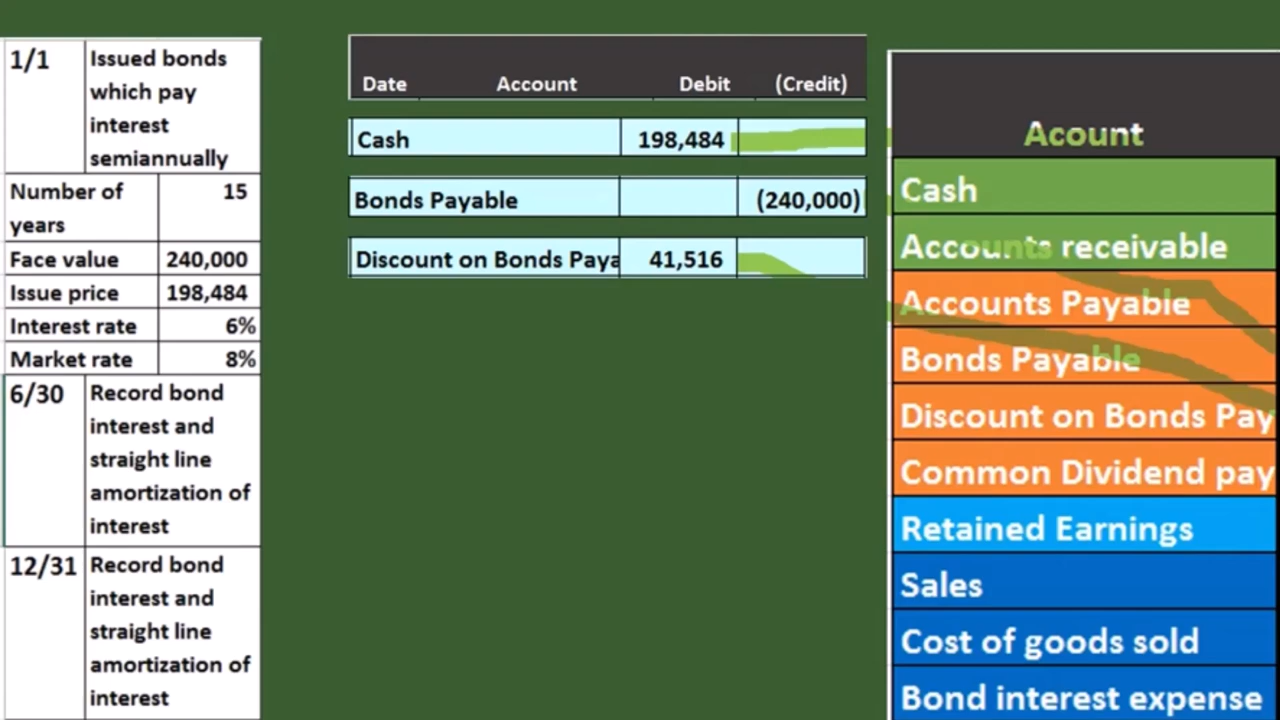 1/1 Issued bonds
which pay
interest
semiannually
Number of 15
years
Face value 240,000
Issue price 198,484
Interest rate 6%
Market rate 8%
6/30 Record bond
interest and
straight line
amortization of
interest
12/31 Record bond
interest and
straight line
amortization of
interest
Date Account Debit (Credit)
Cash 198,484
Bonds Payable (240,000)
Discount on Bonds Paya 41,516
Acount
Cash
Accounts receivable
Accounts Payable
Bonds Payable
Discount on Bonds Pay
Common Dividend pay
Retained Earnings
Sales
Cost of goods sold
Bond interest expense